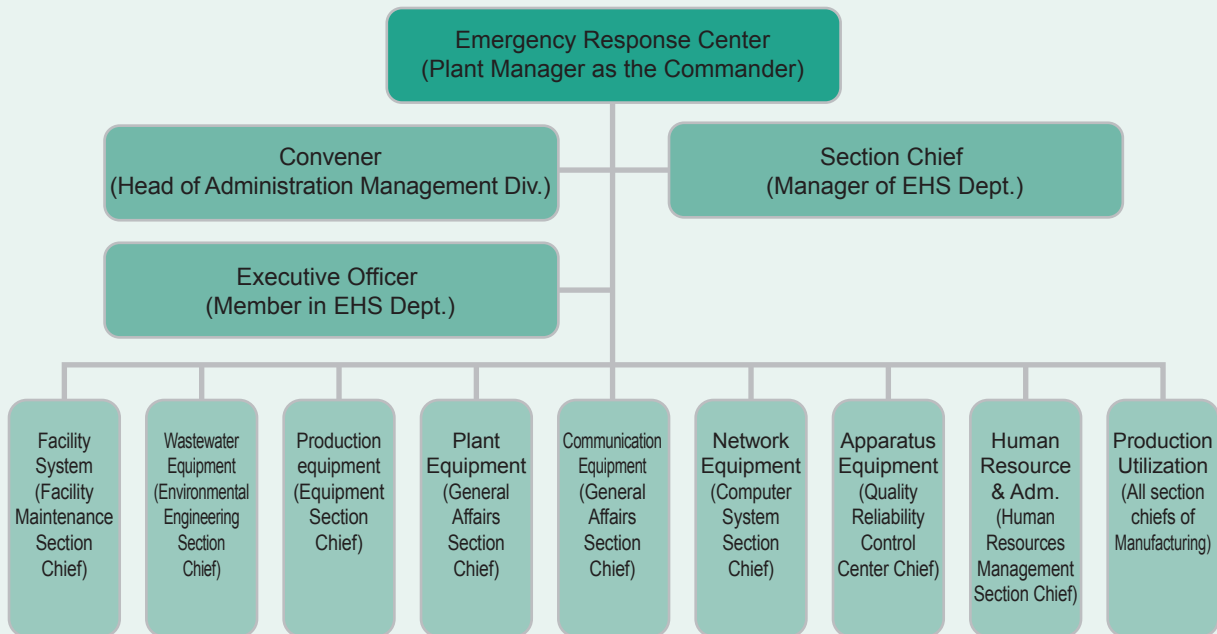 Emergency Response Center
(Plant Manager as the Commander)
Convener
(Head of Administration Management Div.)
Section Chief
(Manager of EHS Dept.)
Executive Officer
(Member in EHS Dept.)
Facility
System
(Facility
Maintenance
Section
Chief)
Wastewater
Equipment
(Environmental
Engineering
Section
Chief)
Production
equipment
(Equipment
Section
Chief)
Plant
Equipment
(General
Affairs
Section
Chief)
Communication
Equipment
(General
Affairs
Section
Chief)
Network
Equipment
(Computer
System
Section
Chief)
Apparatus
Equipment
(Quality
Reliability
Control
Center Chief)
Human
Resource
& Adm.
(Human
Resources
Management
Section Chief)
Production
Utilization
(All section
chiefs of
Manufacturing)